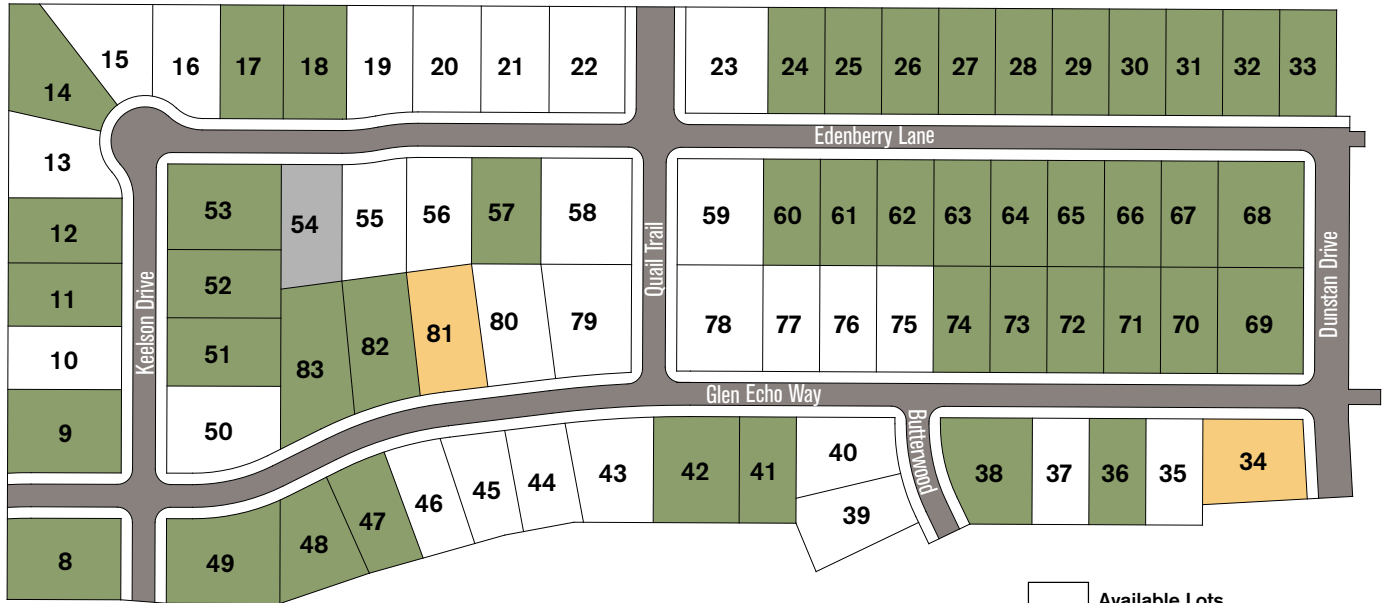 15 16 17 18 19 20 21 22 23 24 25 26 27 28 29 30 31 32 33
14
Edenberry Lane
13
53 54 55 56 57 58 59 60 61 62 63 64 65 66 67 68
12
Keelson Drive
Quail Trail
Dunstan Drive
11 52
51 83 82 81 80 79 78 77 76 75 74 73 72 71 70 69
10
Glen Echo Way
9 50
Butterwood
48 47 46 45 44 43 42 41 40 38 37 36 35 34
39
8 49
Available Lots